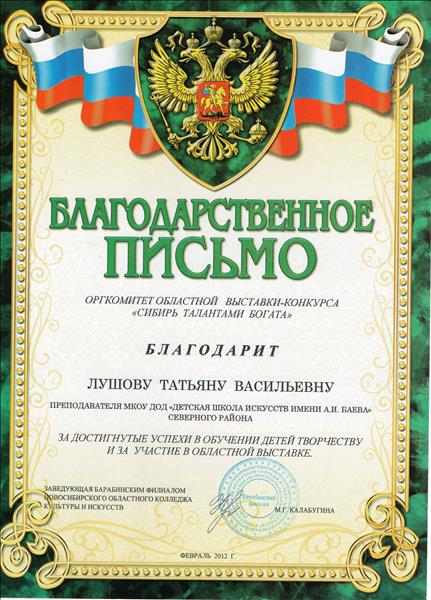 БЛАГОДАРСТВЕННОЕ
ПИСЬМО
ОРГКОМИТЕТ ОБЛАСТНОЙ ВЫСТАВКИ-КОНКУРСА
«СИБИРЬ ТАЛАНТАМИ БОГАТА»
БЛАГОДАРИТ
ЛУШОВУ ТАТЬЯНУ ВАСИЛЬЕВНУ
ПРЕПОДАВАТЕЛЯ МКОУ ДОД «ДЕТСКАЯ ШКОЛА ИСКУССТВ ИМЕНИ А.И. БАЕВА»
СЕВЕРНОГО РАЙОНА
ЗА ДОСТИГНУТЫЕ УСПЕХИ В ОБУЧЕНИИ ДЕТЕЙ ТВОРЧЕСТВУ
И ЗА УЧАСТИЕ В ОБЛАСТНОЙ ВЫСТАВКЕ.
ЗАВЕДУЮЩАЯ БАРАБИНСКИМ ФИЛИАЛОМ
НОВОСИБИРСКОГО ОБЛАСТНОГО КОЛЛЕДЖА
КУЛЬТУРЫ И ИСКУССТВ
Барабинский
филиал
М.Г. КАЛАБУГИНА
ФЕВРАЛЬ 2012 Г.